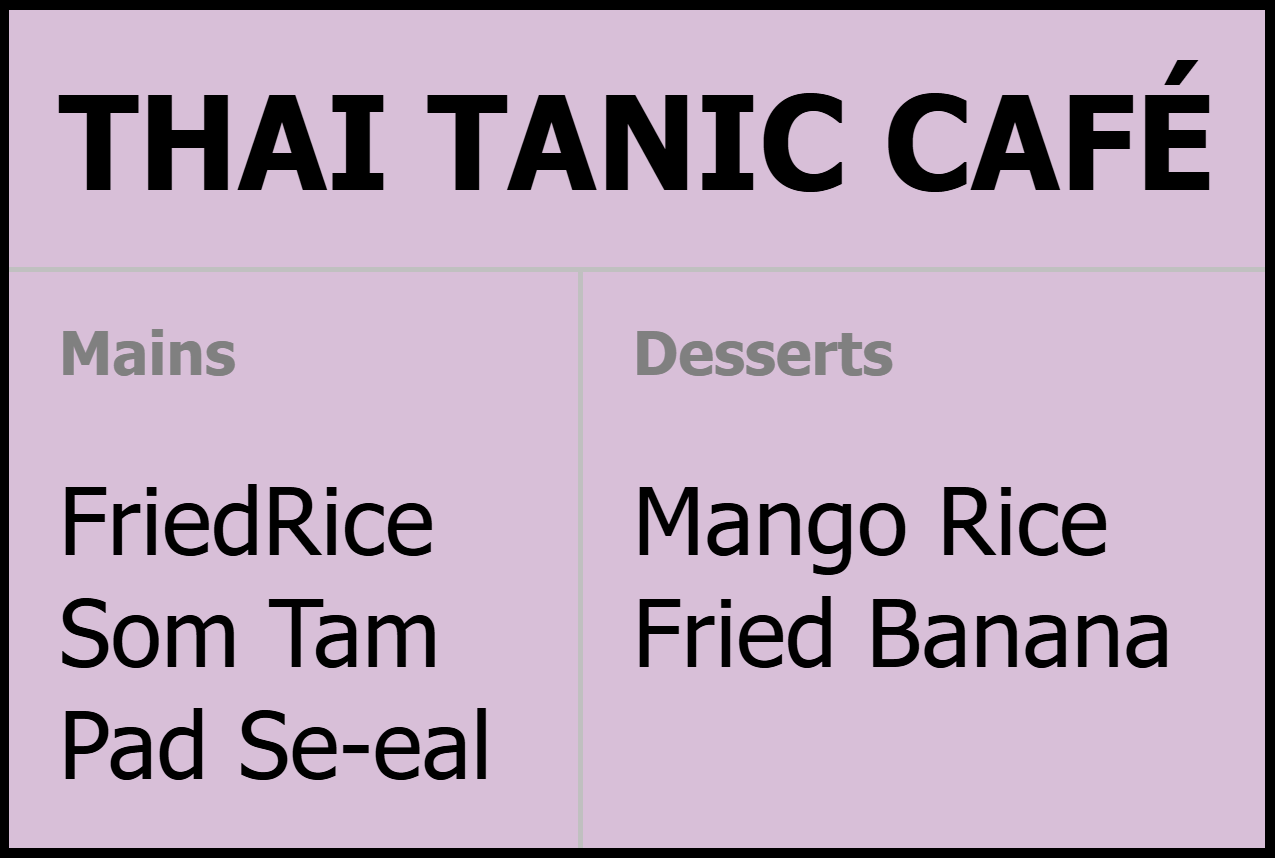 THAI TANIC CAFÉ
Mains
FriedRice
Som Tam
Pad Se-eal
Desserts
Mango Rice
Fried Banana